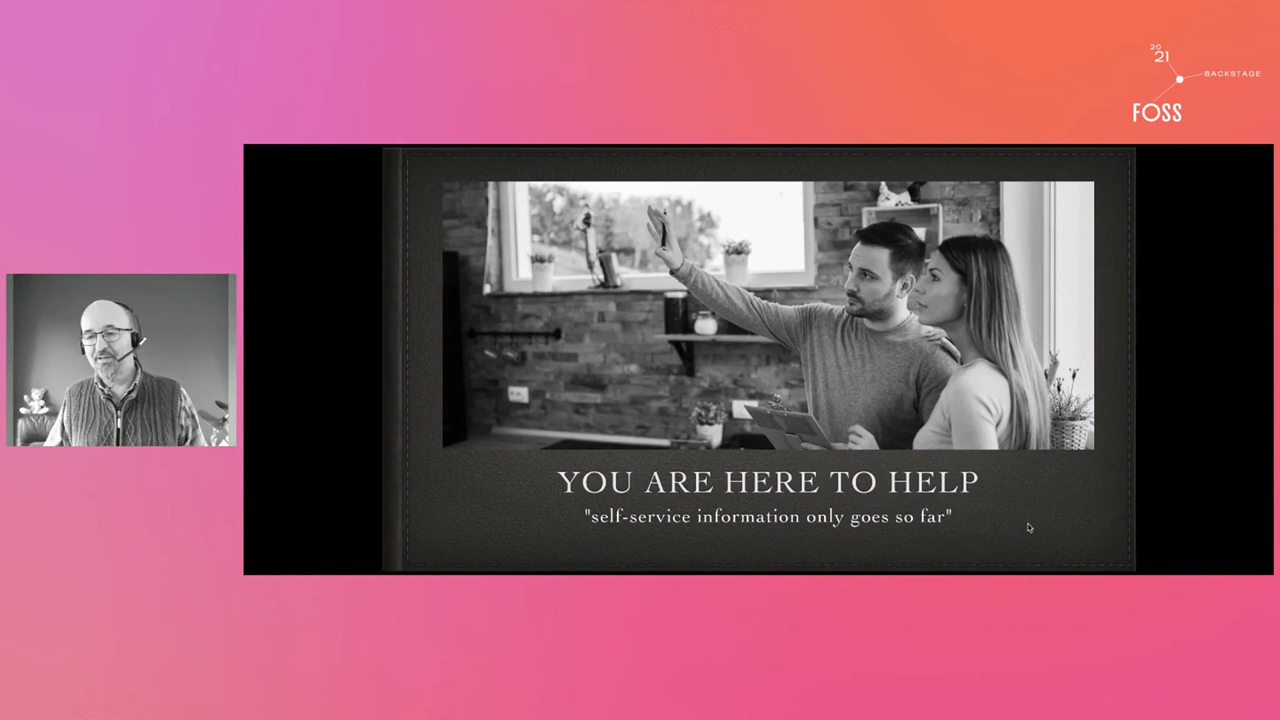 20
21
BACKSTAGE
FOSS
YOU ARE HERE TO HELP
"self-service information only goes so far"